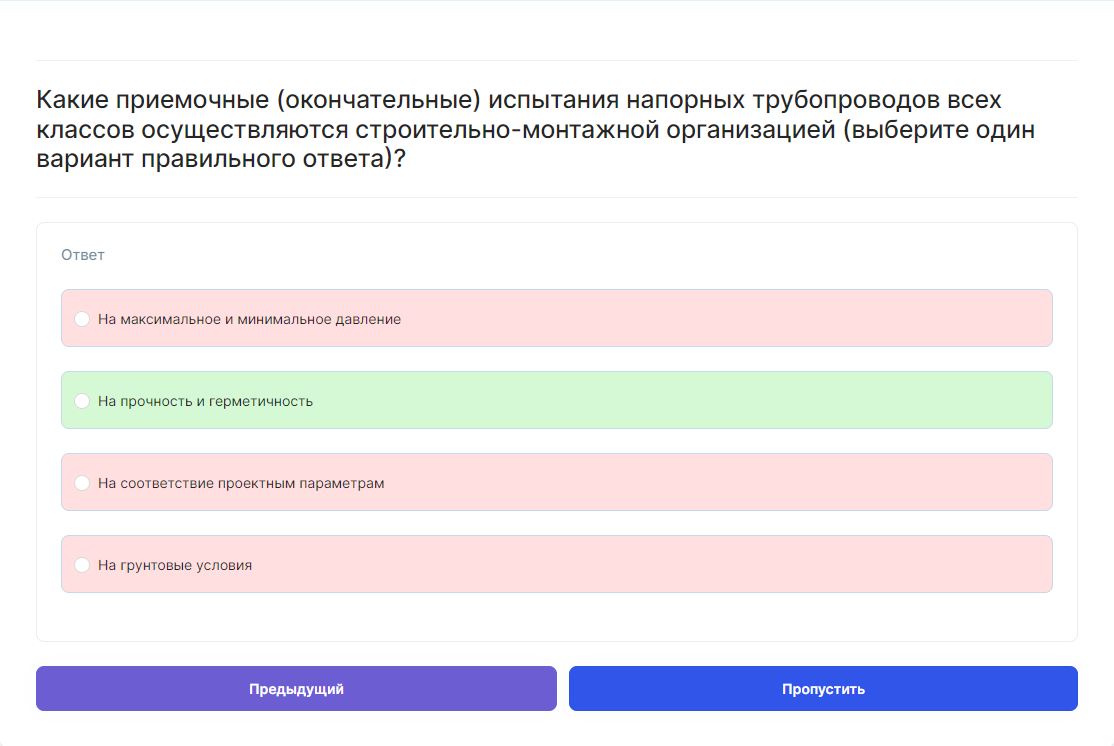 Какие приемочные (окончательные) испытания напорных трубопроводов всех
классов осуществляются строительно-монтажной организацией (выберите один
вариант правильного ответа)?
Ответ
На максимальное и минимальное давление
На прочность и герметичность
На соответствие проектным параметрам
На грунтовые условия
Предыдущий
Пропустить